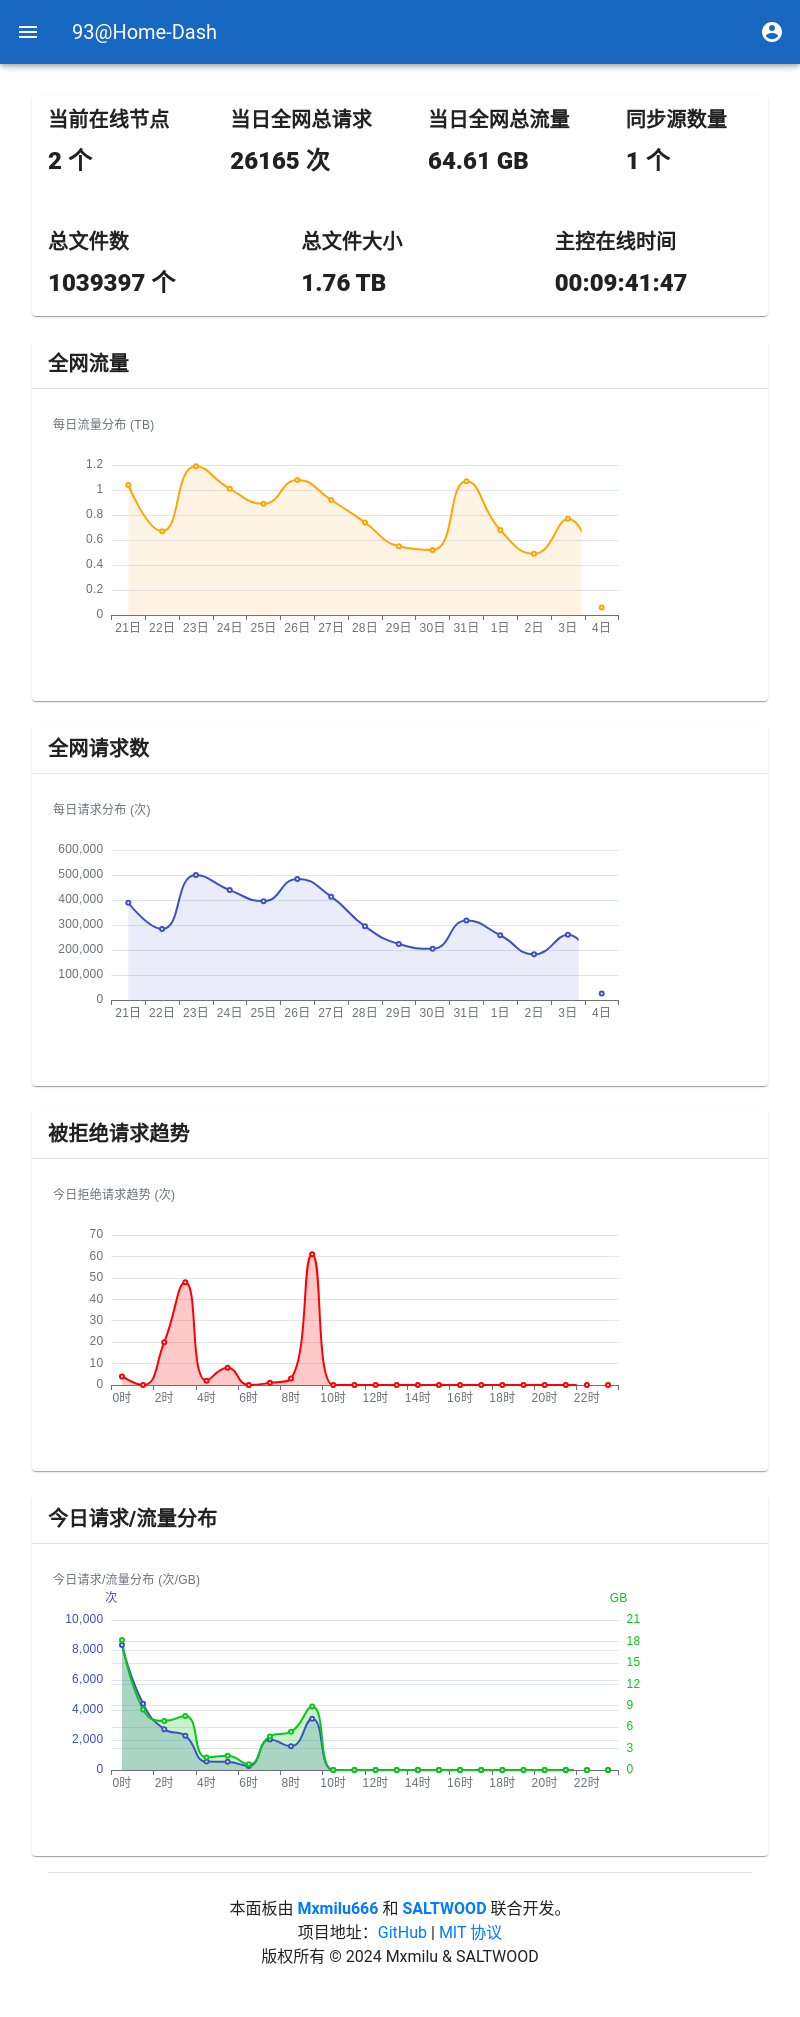 93@Home-Dash
当前在线节点 当日全网总请求 当日全网总流量 同步源数量
2 个 26165 次 64.61 GB 1 个
总文件数 总文件大小 主控在线时间
1039397 个 1.76 TB 00:09:41:47
全网流量
每日流量分布 (TB)
1.2
1
0.8
0.6
0.4
0.2
0
21日 22日 23日 24日 25日 26日 27日 28日 29日 30日 31日 1日 2日 3日 4日
全网请求数
每日请求分布 (次)
600,000
500,000
400,000
300,000
200,000
100,000
0
21日 22日 23日 24日 25日 26日 27日 28日 29日 30日 31日 1日 2日 3日 4日
被拒绝请求趋势
今日拒绝请求趋势 (次)
70
60
50
40
30
20
10
0
0时 2时 4时 6时 8时 10时 12时 14时 16时 18时 20时 22时
今日请求/流量分布
今日请求/流量分布 (次/GB)
次 GB
10,000 21
8,000 18
15
6,000 12
4,000 9
6
2,000 3
0 0
0时 2时 4时 6时 8时 10时 12时 14时 16时 18时 20时 22时
本面板由 Mxmilu666 和 SALTWOOD 联合开发。
项目地址：GitHub | MIT 协议
版权所有 © 2024 Mxmilu & SALTWOOD